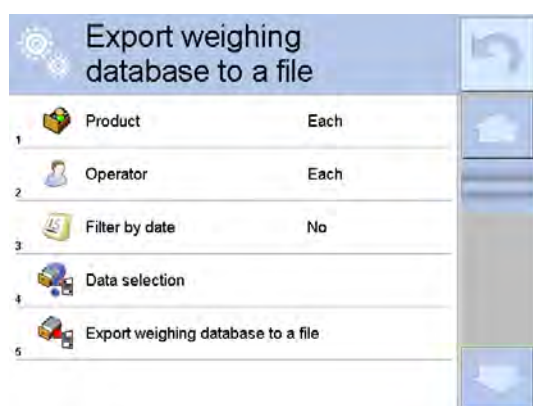 Export weighing
database to a file
1 Product Each
2 Operator Each
15
3 Filter by date No
4 Data selection
5 Export weighing database to a file